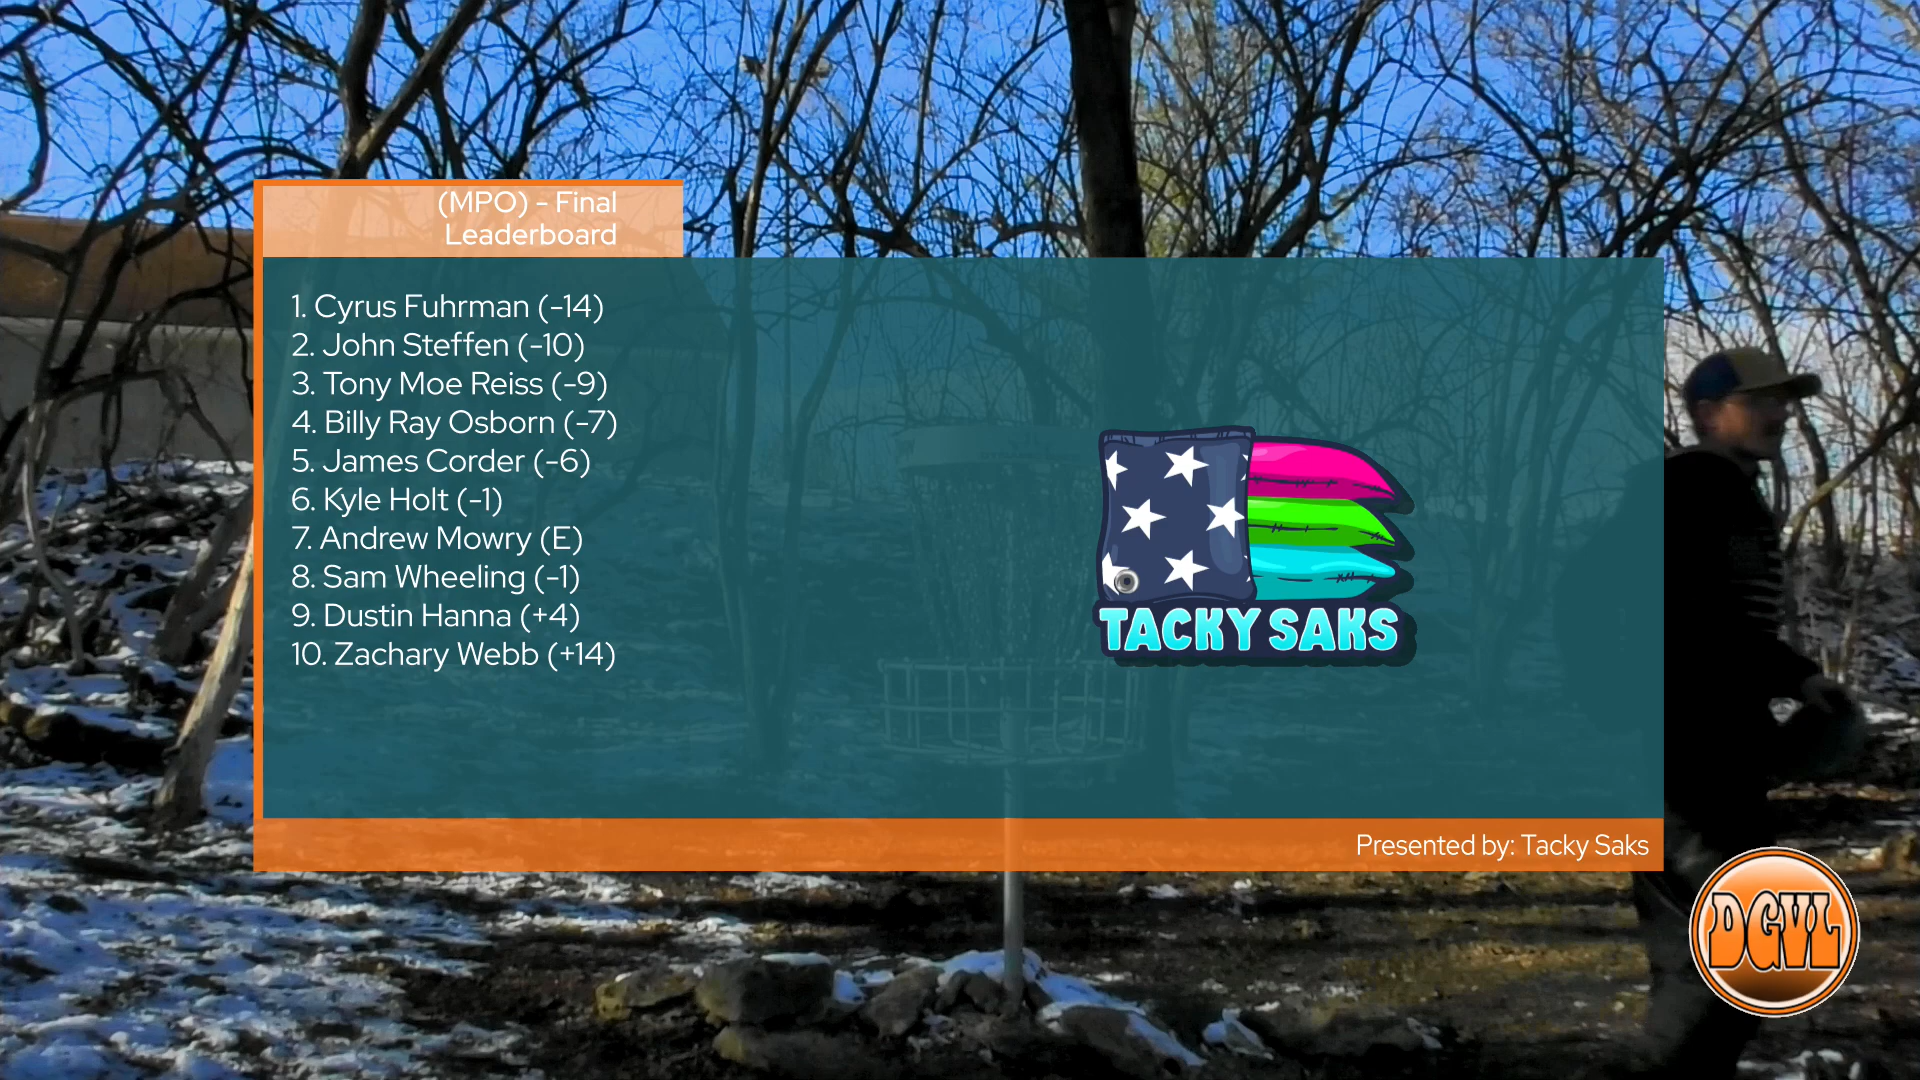 (MPO) - Final
Leaderboard
1. Cyrus Fuhrman (-14)
2. John Steffen (-10)
3. Tony Moe Reiss (-9)
4. Billy Ray Osborn (-7)
5. James Corder (-6)
6. Kyle Holt (-1)
7. Andrew Mowry (E)
8. Sam Wheeling (-1)
9. Dustin Hanna (+4)
10. Zachary Webb (+14)
TACKY SAKS
Presented by: Tacky Saks
DGVL